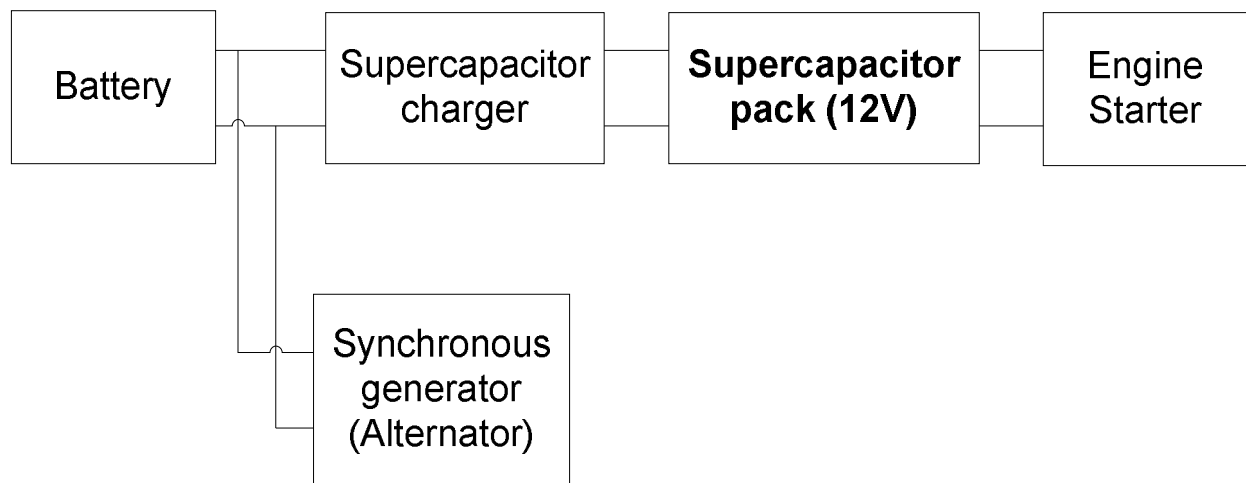 Battery
Supercapacitor
charger
Supercapacitor
pack (12V)
Engine
Starter
Synchronous
generator
(Alternator)